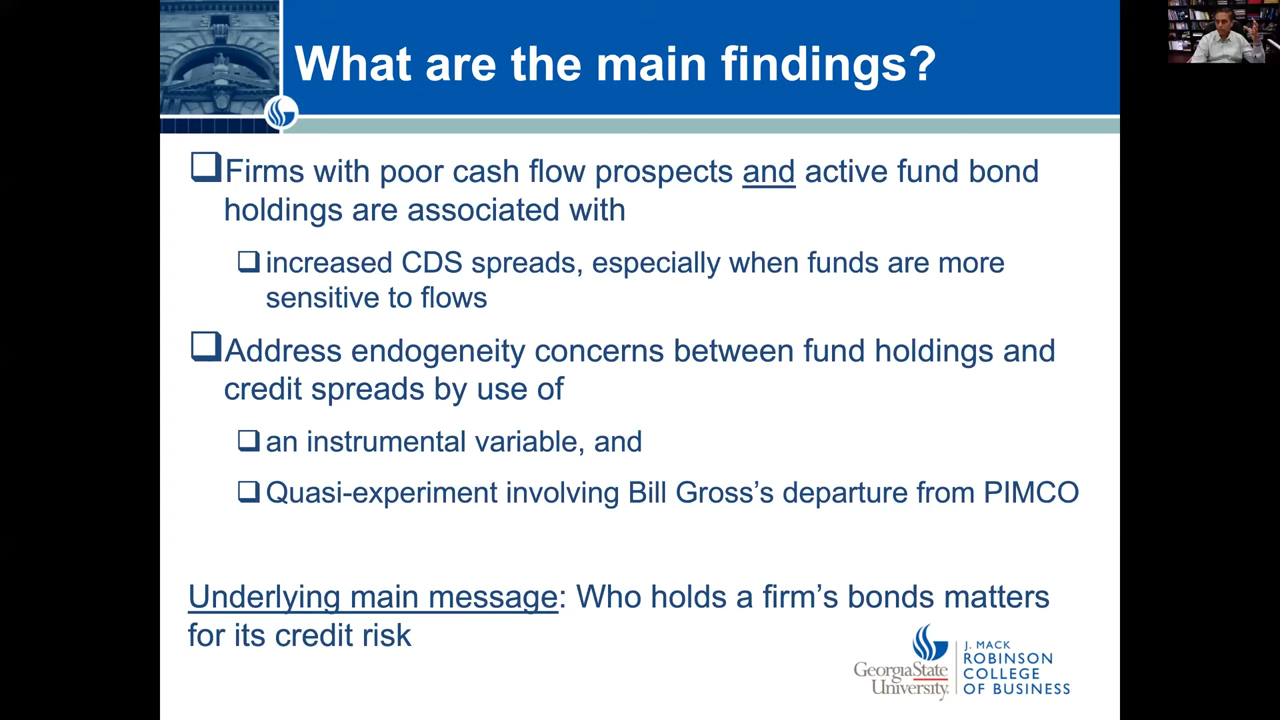 What are the main findings?
Firms with poor cash flow prospects and active fund bond
holdings are associated with
increased CDS spreads, especially when funds are more
sensitive to flows
Address endogeneity concerns between fund holdings and
credit spreads by use of
an instrumental variable, and
Quasi-experiment involving Bill Gross’s departure from PIMCO
Underlying main message: Who holds a firm’s bonds matters
for its credit risk
GeorgiaState
University.
J. MACK
ROBINSON
COLLEGE
OF BUSINESS